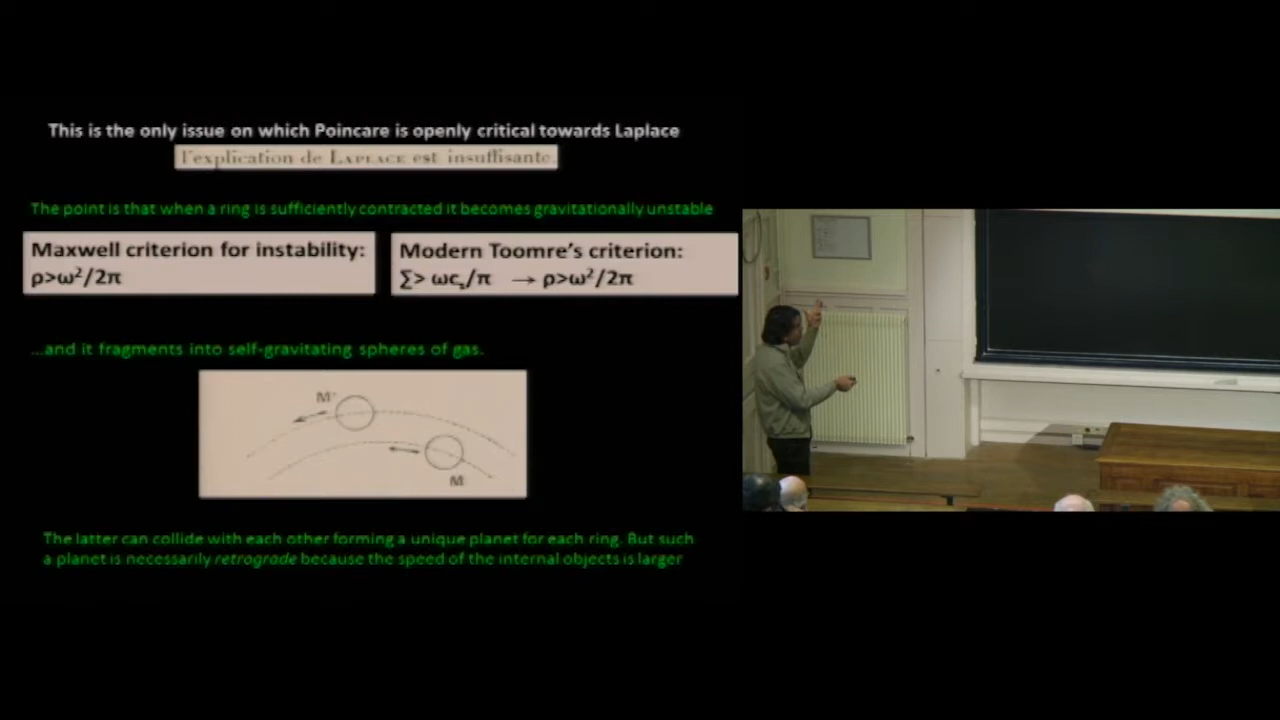 This is the only issue on which Poincare is openly critical towards Laplace
l'explication de LAPLACE est insuffisante.
The point is that when a ring is sufficiently contracted it becomes gravitationally unstable
Maxwell criterion for instability:
ρ>ω²/2π
Modern Toomre's criterion:
∑> ωcₛ/π → ρ>ω²/2π
...and it fragments into self-gravitating spheres of gas.
M'
M
The latter can collide with each other forming a unique planet for each ring. But such
a planet is necessarily retrograde because the speed of the internal objects is larger